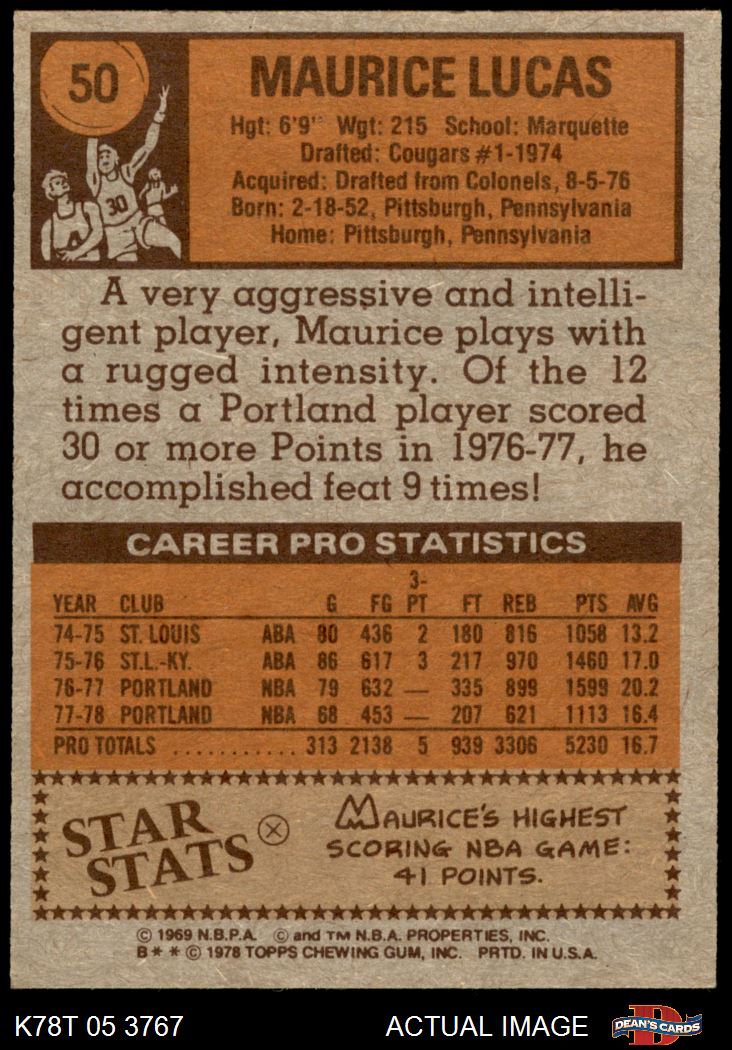 50
MAURICE LUCAS
Hgt: 6'9" Wgt: 215 School: Marquette
Drafted: Cougars #1-1974
Acquired: Drafted from Colonels, 8-5-76
Born: 2-18-52, Pittsburgh, Pennsylvania
Home: Pittsburgh, Pennsylvania
30
A very aggressive and intelli-
gent player, Maurice plays with
a rugged intensity. Of the 12
times a Portland player scored
30 or more Points in 1976-77, he
accomplished feat 9 times!
CAREER PRO STATISTICS
YEAR CLUB G FG 3-PT FT REB PTS AVG
74-75 ST. LOUIS ABA 80 436 2 180 816 1058 13.2
75-76 ST.L.-KY. ABA 86 617 3 217 970 1460 17.0
76-77 PORTLAND NBA 79 632 — 335 899 1599 20.2
77-78 PORTLAND NBA 68 453 — 207 621 1113 16.4
PRO TOTALS ........... 313 2138 5 939 3306 5230 16.7
STAR
STATS
MAURICE'S HIGHEST
SCORING NBA GAME:
41 POINTS.
© 1969 N.B.P.A. © and TM N.B.A. PROPERTIES, INC.
B * * © 1978 TOPPS CHEWING GUM, INC. PRTD. IN U.S.A.
K78T 05 3767 ACTUAL IMAGE
D
DEAN'S CARDS